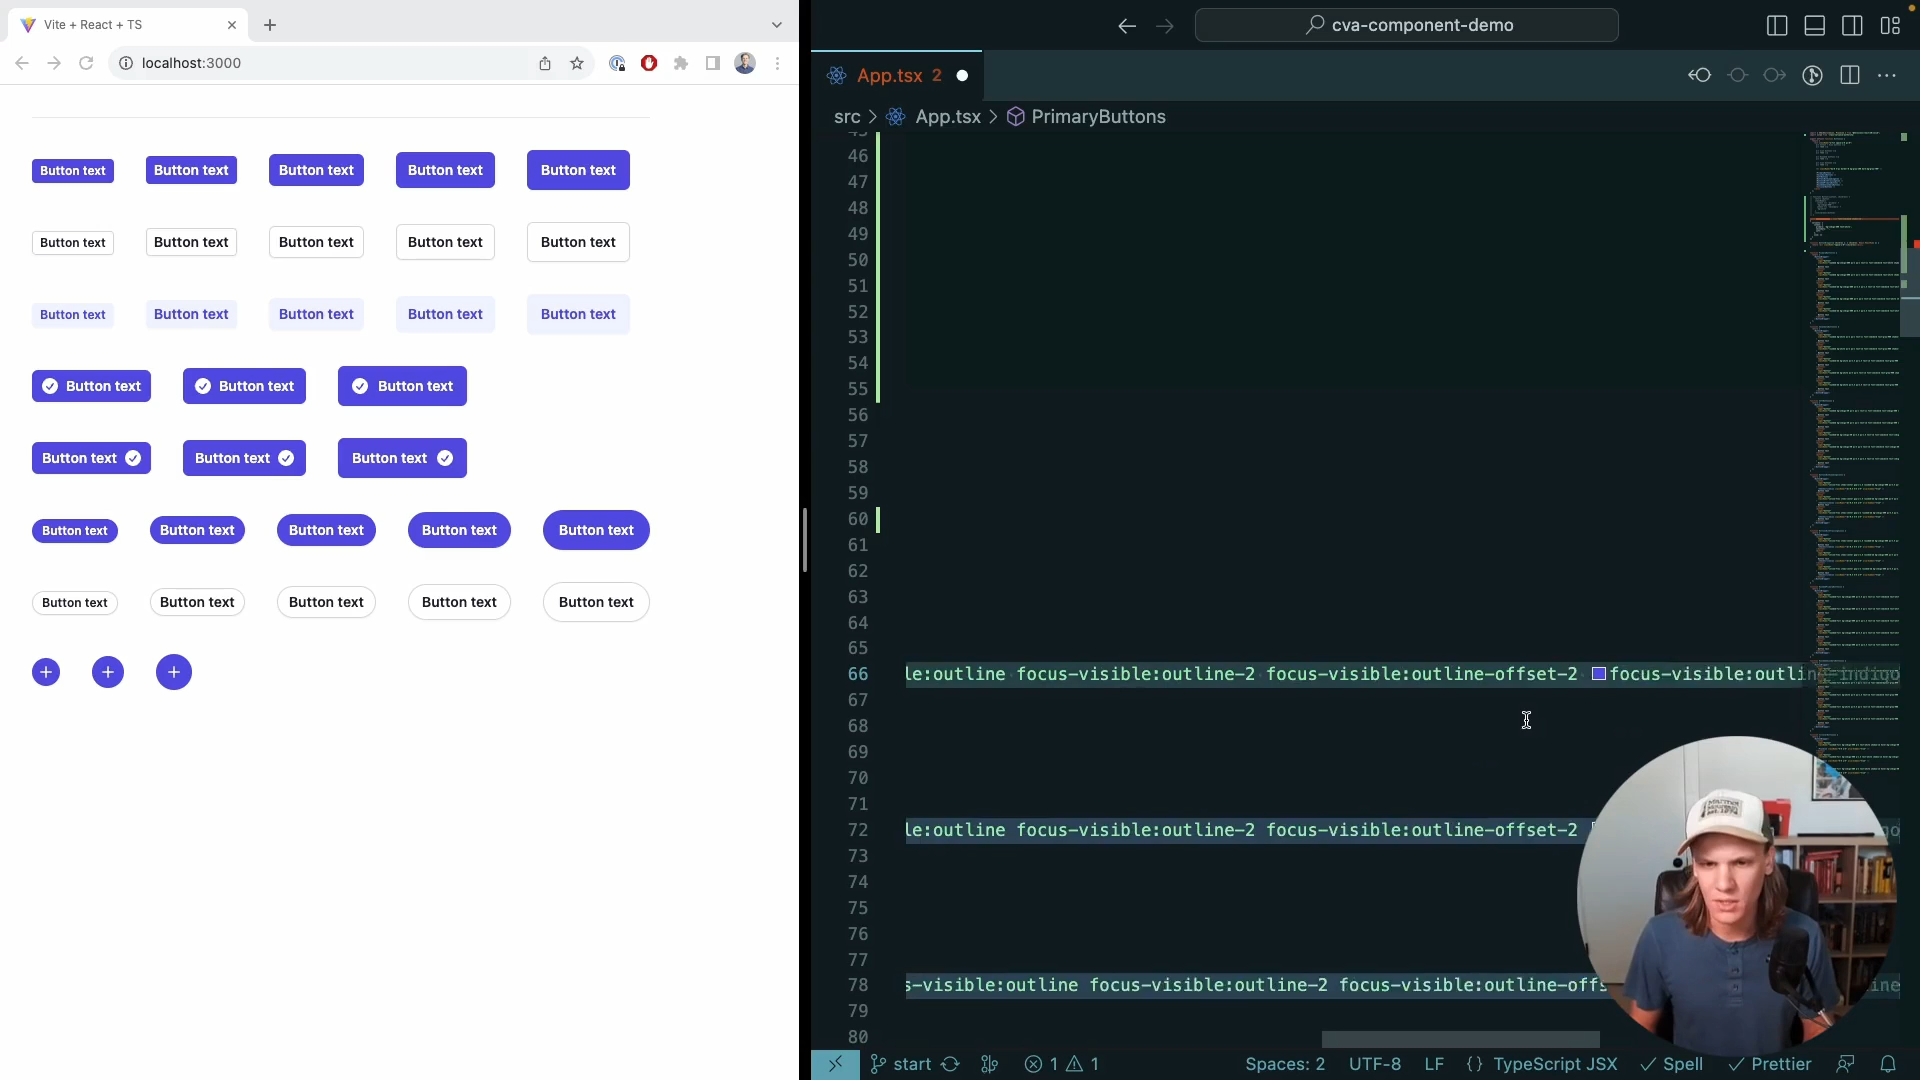 Vite + React + TS
localhost:3000
Button text Button text Button text Button text Button text
Button text Button text Button text Button text Button text
Button text Button text Button text Button text Button text
Button text Button text Button text
Button text Button text Button text
Button text Button text Button text Button text Button text
Button text Button text Button text Button text Button text
cva-component-demo
App.tsx 2
src > App.tsx > PrimaryButtons
45
46
47
48
49
50
51
52
53
54
55
56
57
58
59
60
61
62
63
64
65
66 le:outline focus-visible:outline-2 focus-visible:outline-offset-2 focus-visible:outline-indigo
67
68
69
70
71
72 le:outline focus-visible:outline-2 focus-visible:outline-offset-2
73
74
75
76
77
78 s-visible:outline focus-visible:outline-2 focus-visible:outline-offs
79
80
start 1 1 Spaces: 2 UTF-8 LF {} TypeScript JSX Spell Prettier